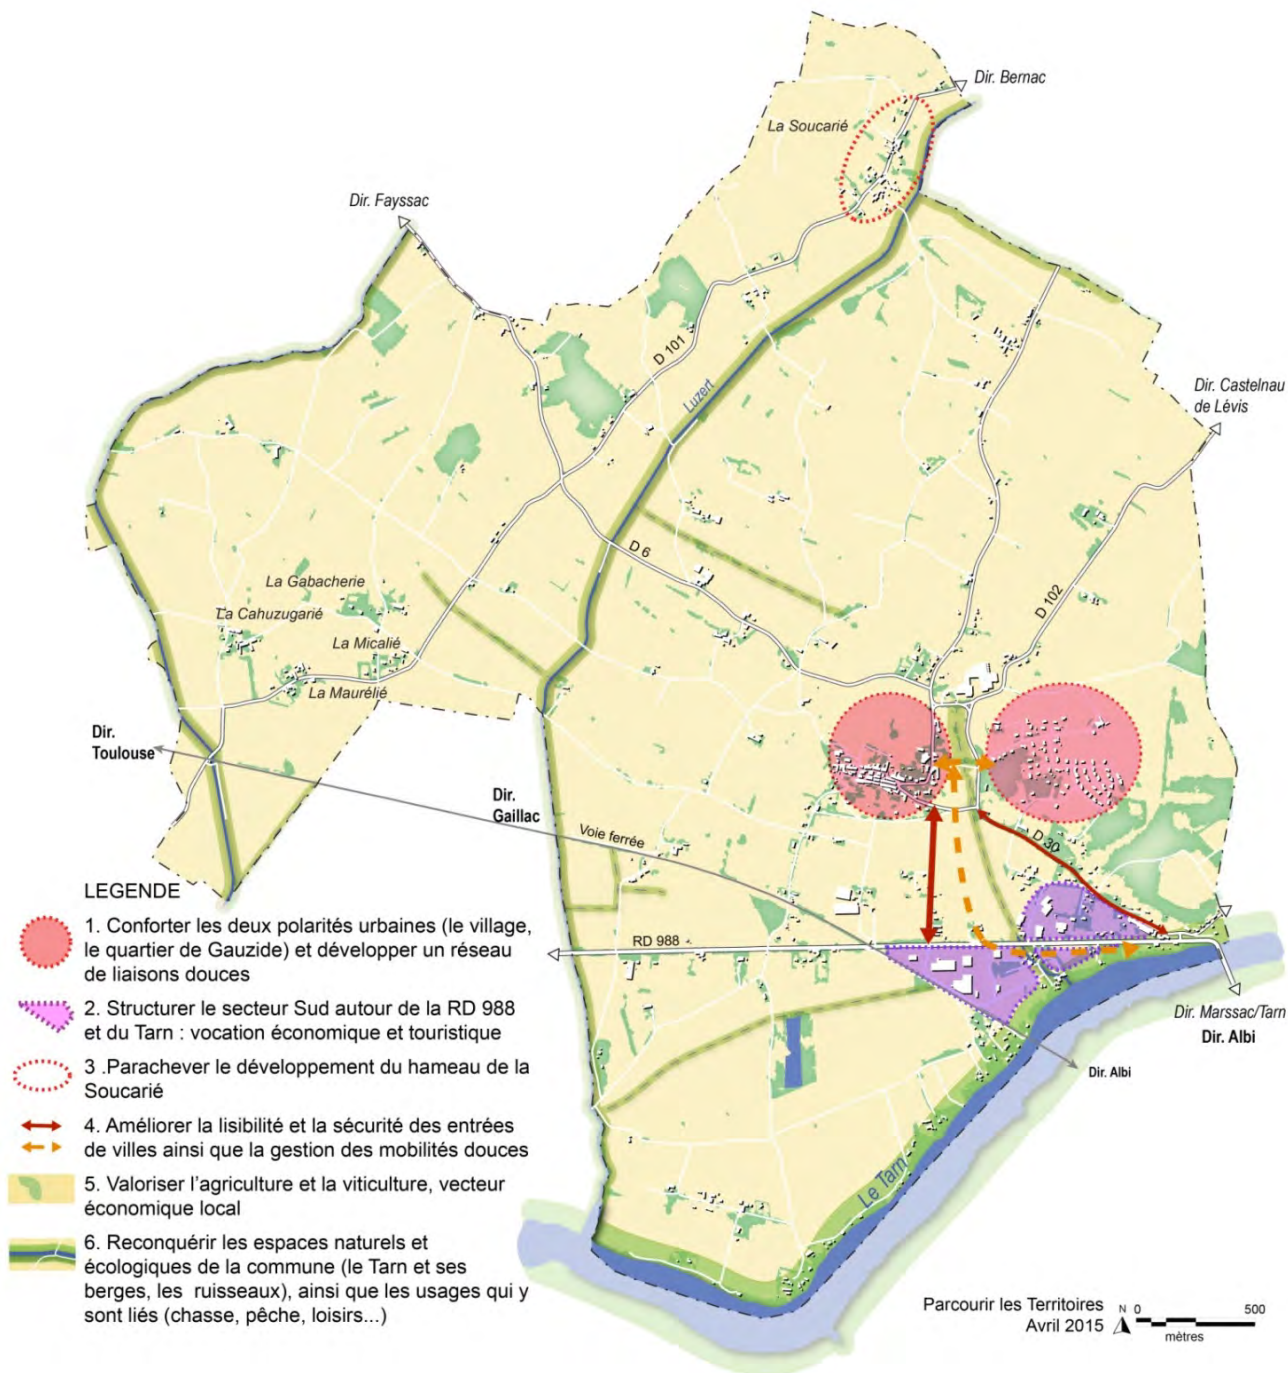 Dir. Bernac
La Soucarié
Dir. Fayssac
D 101
Luzert
Dir. Castelnau
de Lévis
D 6
D 102
La Gabacherie
La Cahuzugarié
La Micalié
La Maurélié
Dir.
Toulouse
Dir.
Gaillac
Voie ferrée
D 30
RD 988
Dir. Marssac/Tarn
Dir. Albi
Dir. Albi
Le Tarn
LEGENDE
1. Conforter les deux polarités urbaines (le village,
le quartier de Gauzide) et développer un réseau
de liaisons douces
2. Structurer le secteur Sud autour de la RD 988
et du Tarn : vocation économique et touristique
3 .Parachever le développement du hameau de la
Soucarié
4. Améliorer la lisibilité et la sécurité des entrées
de villes ainsi que la gestion des mobilités douces
5. Valoriser l'agriculture et la viticulture, vecteur
économique local
6. Reconquérir les espaces naturels et
écologiques de la commune (le Tarn et ses
berges, les ruisseaux), ainsi que les usages qui y
sont liés (chasse, pêche, loisirs...)
Parcourir les Territoires
Avril 2015
N 0 500
mètres